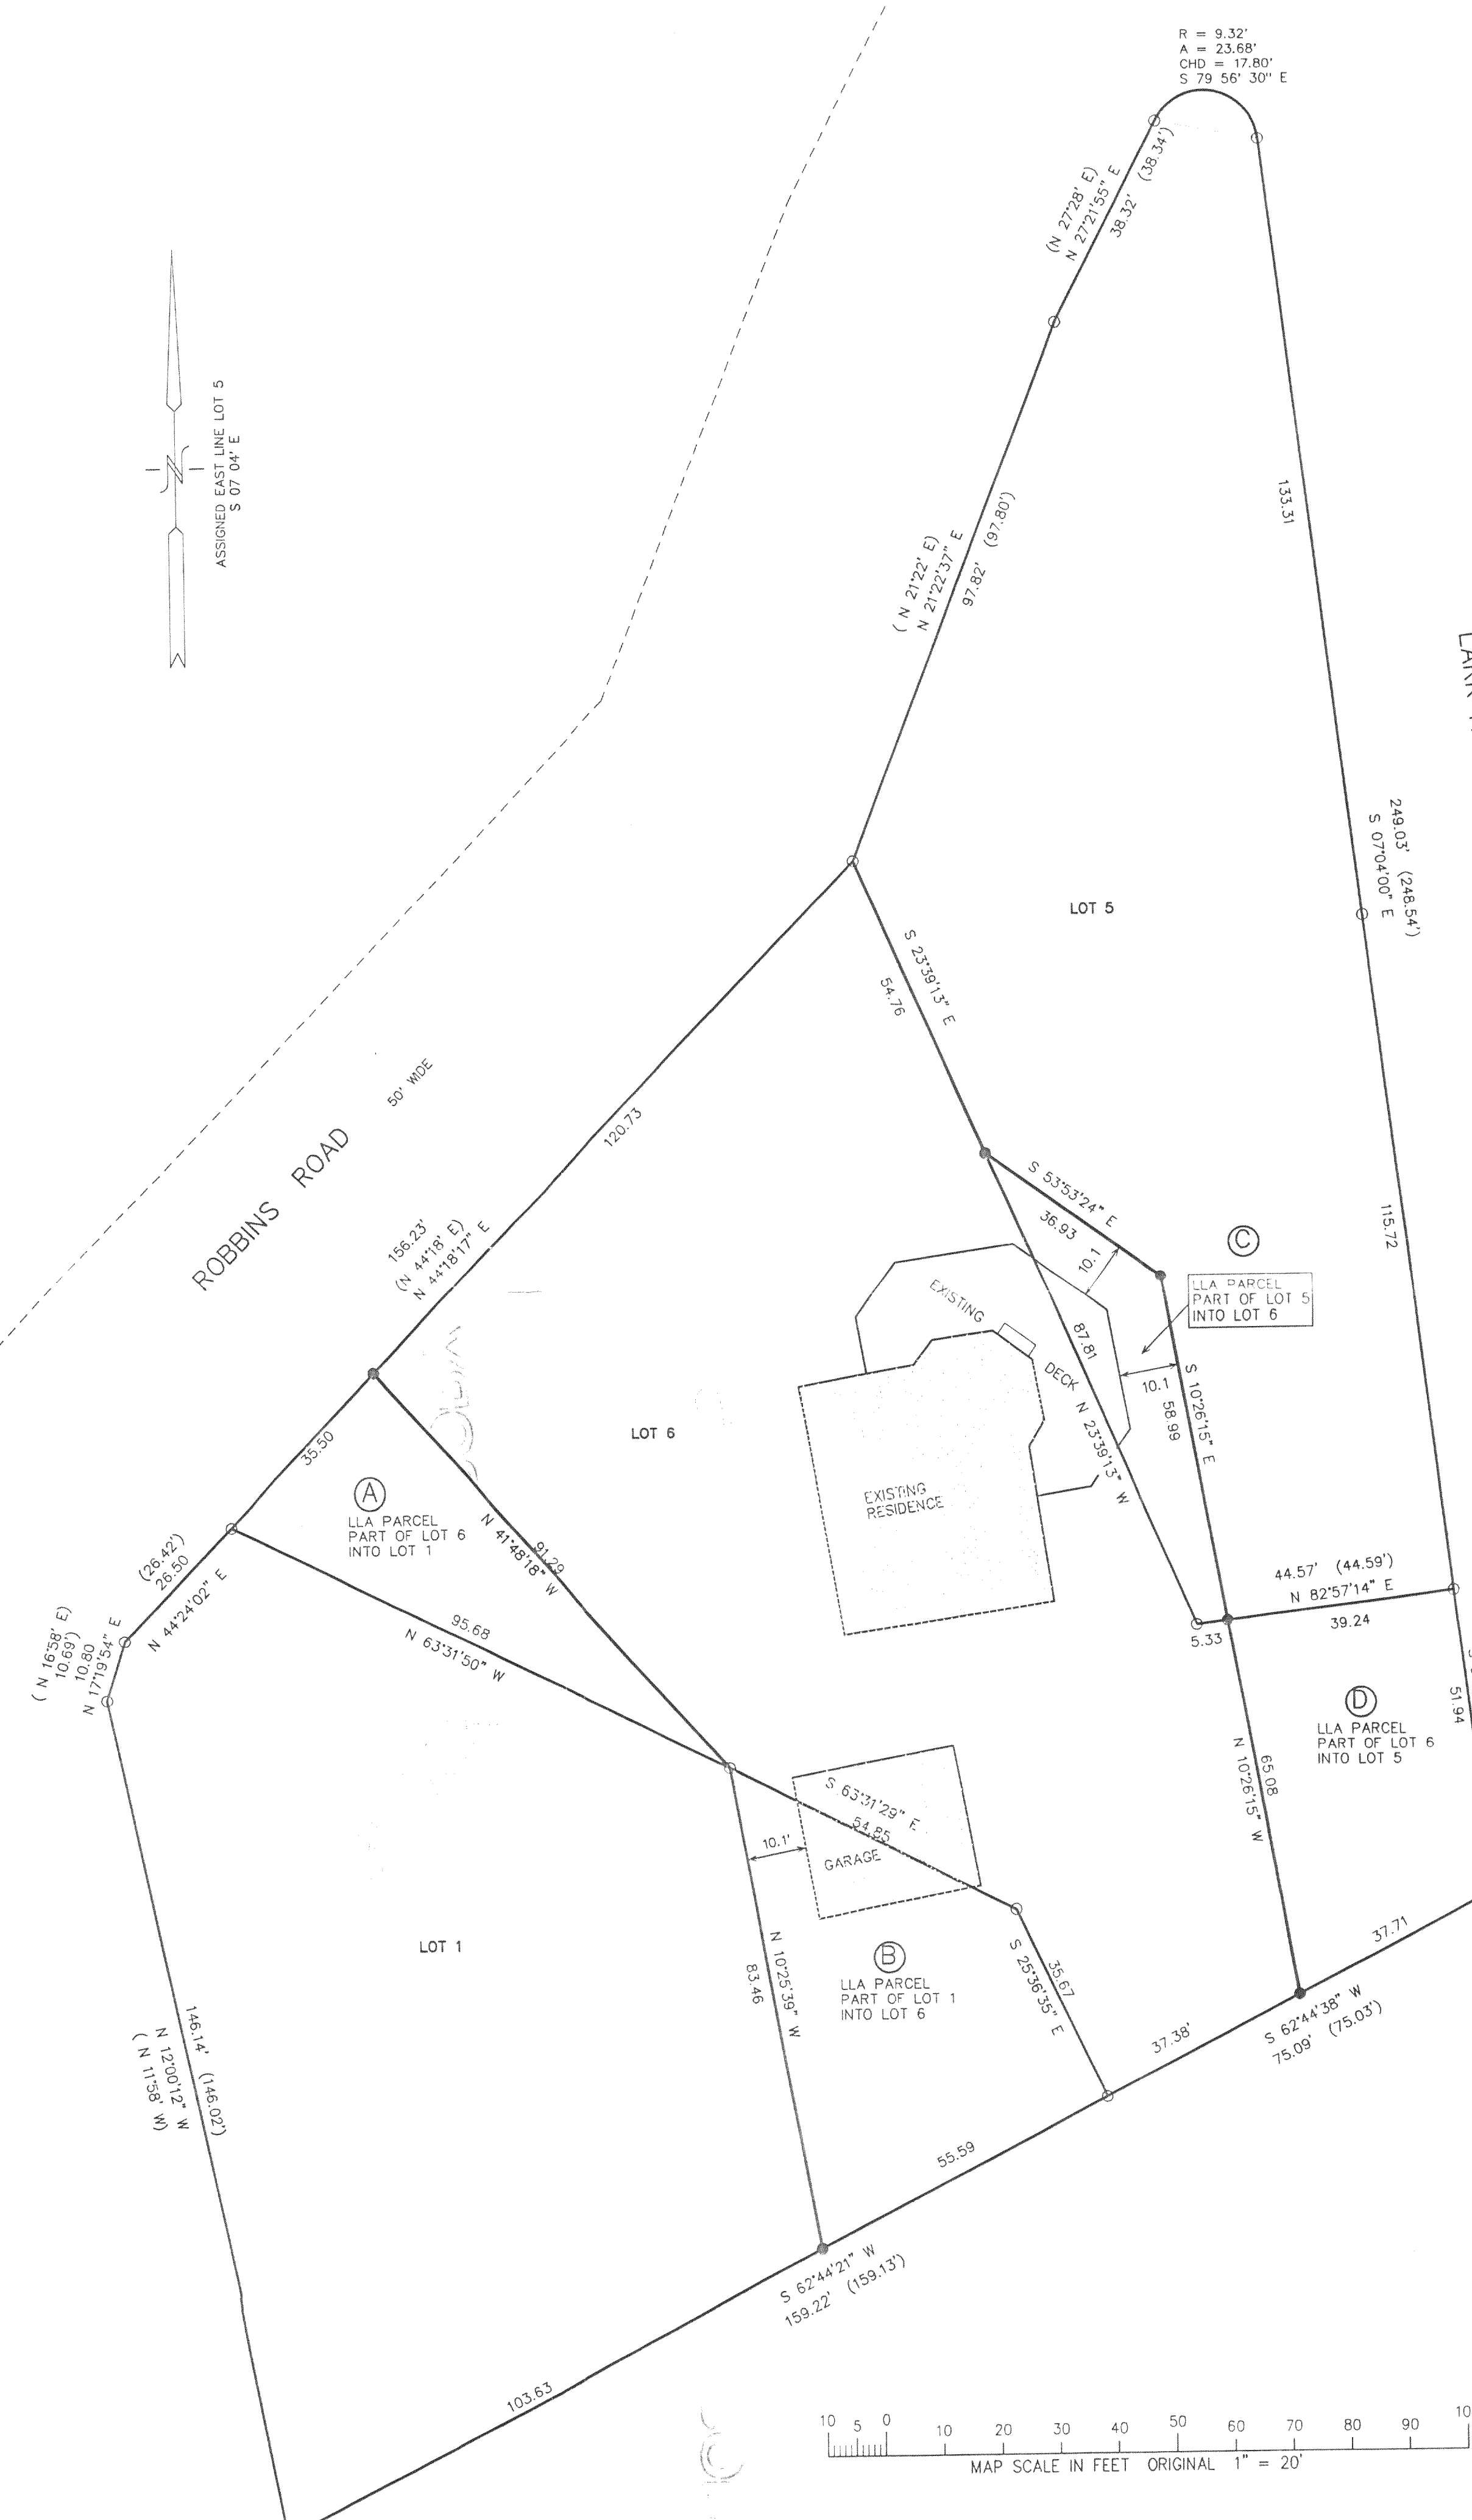 R = 9.32'
A = 23.68'
CHD = 17.80'
S 79 56' 30" E
(N 27°28' E)
N 27°21'55" E
38.32' (38.34')
ASSIGNED EAST LINE LOT 5
S 07 04' E
N
133.31
( N 21°22' E)
N 21°22'37" E
97.82' (97.80')
249.03' (248.54')
S 07°04'00" E
LOT 5
S 23°39'13" E
54.76
50' WIDE
ROBBINS ROAD
120.73
156.23'
(N 44°18' E)
N 44°18'17" E
S 53°53'24" E
36.93
10.1
C
LLA PARCEL
PART OF LOT 5
INTO LOT 6
115.72
EXISTING
DECK
87.81
N 23°39'13" W
10.1
S 10°26'15" E
58.99
35.50
LOT 6
A
LLA PARCEL
PART OF LOT 6
INTO LOT 1
N 41°48'18" W
91.29
EXISTING
RESIDENCE
(26.42')
26.50
N 44°24'02" E
( N 16°58' E)
10.69')
10.80
N 17°19'54" E
95.68
N 63°31'50" W
44.57' (44.59')
N 82°57'14" E
39.24
5.33
51.94
D
LLA PARCEL
PART OF LOT 6
INTO LOT 5
65.08
N 10°26'15" W
S 63°31'29" E
54.85
10.1'
GARAGE
LOT 1
N 10°25'39" W
83.46
B
LLA PARCEL
PART OF LOT 1
INTO LOT 6
35.67
S 25°36'35" E
37.71
37.38'
S 62°44'38" W
75.09' (75.03')
146.14' (146.02')
N 12°00'12" W
( N 11°58' W)
55.59
S 62°44'21" W
159.22' (159.13')
103.63
10 5 0 10 20 30 40 50 60 70 80 90 10
MAP SCALE IN FEET ORIGINAL 1" = 20'